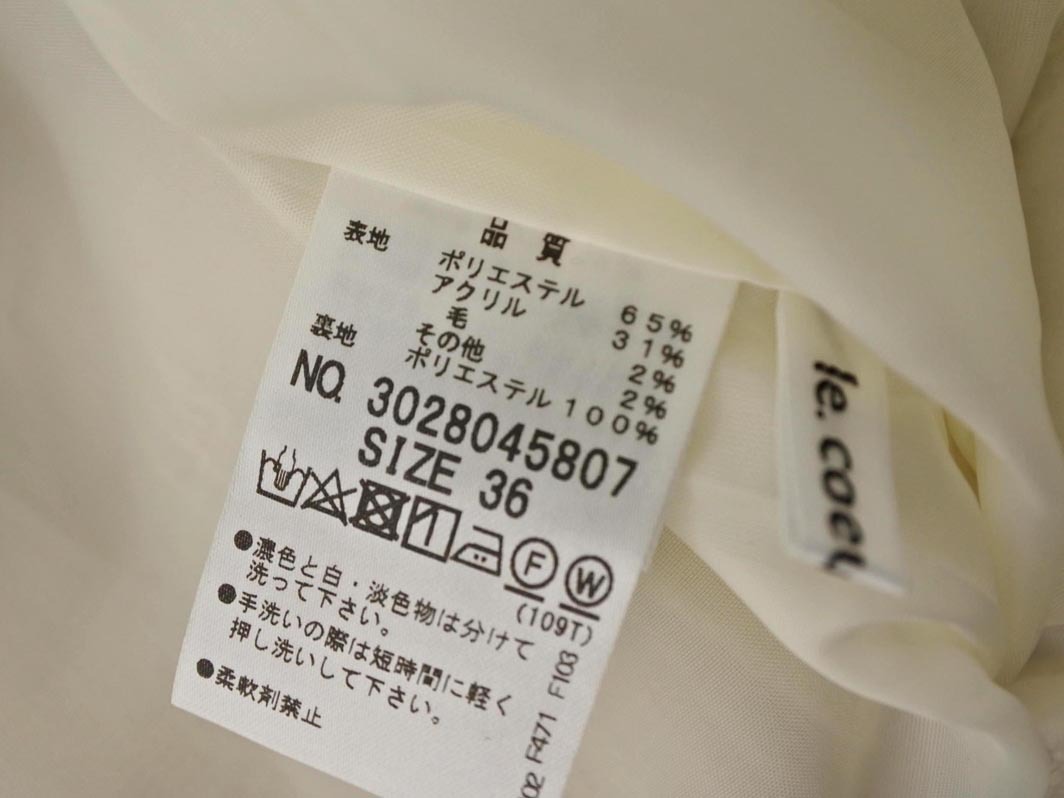 品質
表地 ポリエステル 65%
アクリル 31%
毛 2%
その他 2%
裏地 ポリエステル 100%
NO. 3028045807
SIZE 36
F W
(109T)
●濃色と白・淡色物は分けて
洗って下さい。
●手洗いの際は短時間に軽く
押し洗いして下さい。
●柔軟剤禁止
02 F471 F103
le. coeu